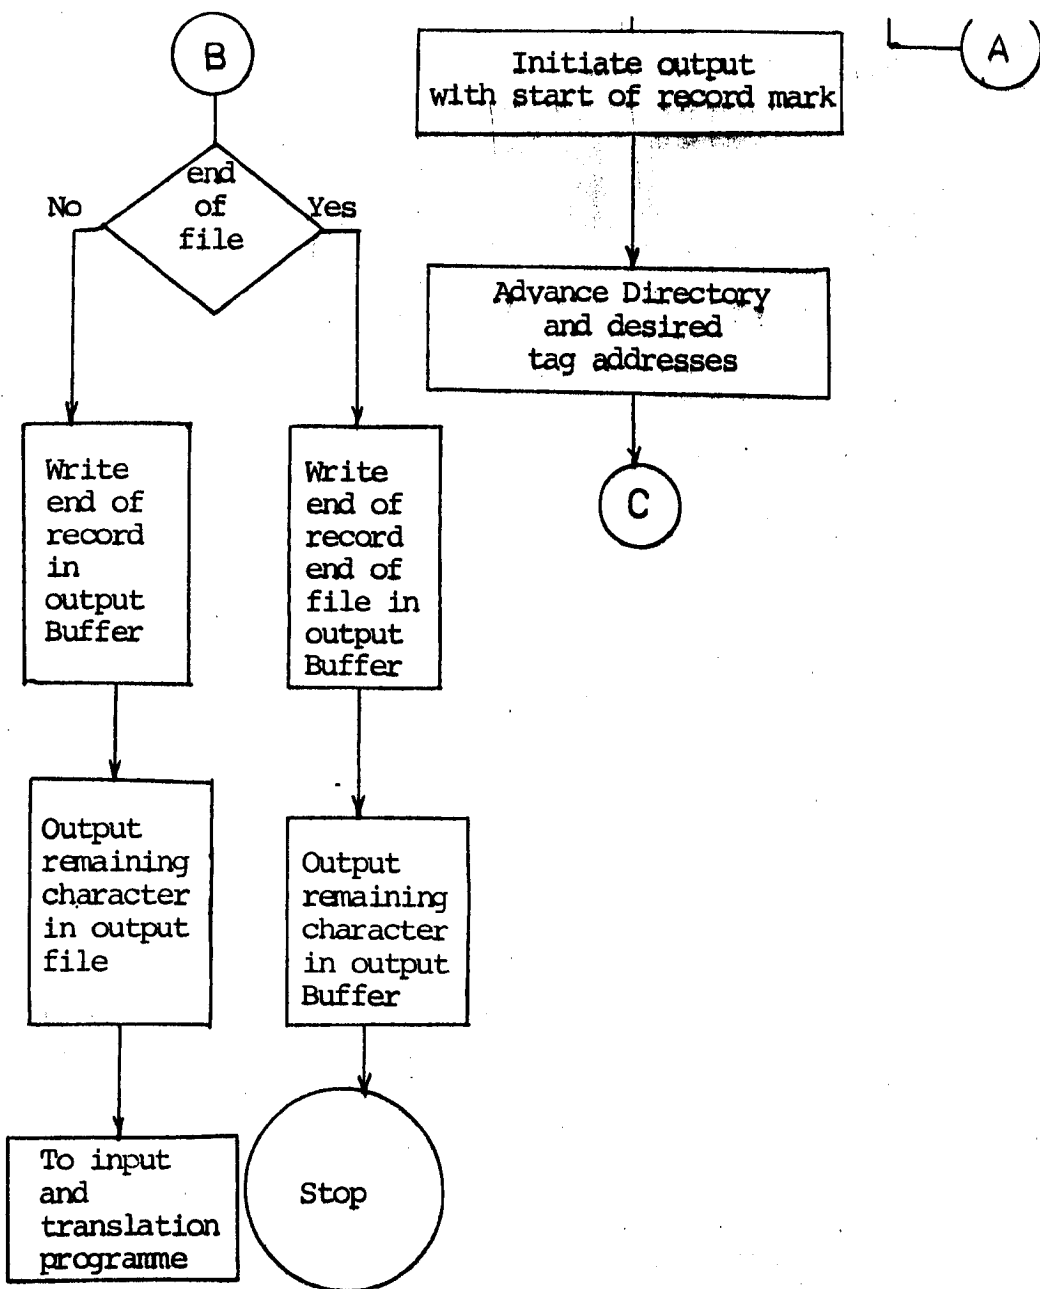 B
end
of
file
No
Yes
Write
end of
record
in
output
Buffer
Output
remaining
character
in output
file
To input
and
translation
programme
Write
end of
record
end of
file in
output
Buffer
Output
remaining
character
in output
Buffer
Stop
Initiate output
with start of record mark
Advance Directory
and desired
tag addresses
C
A